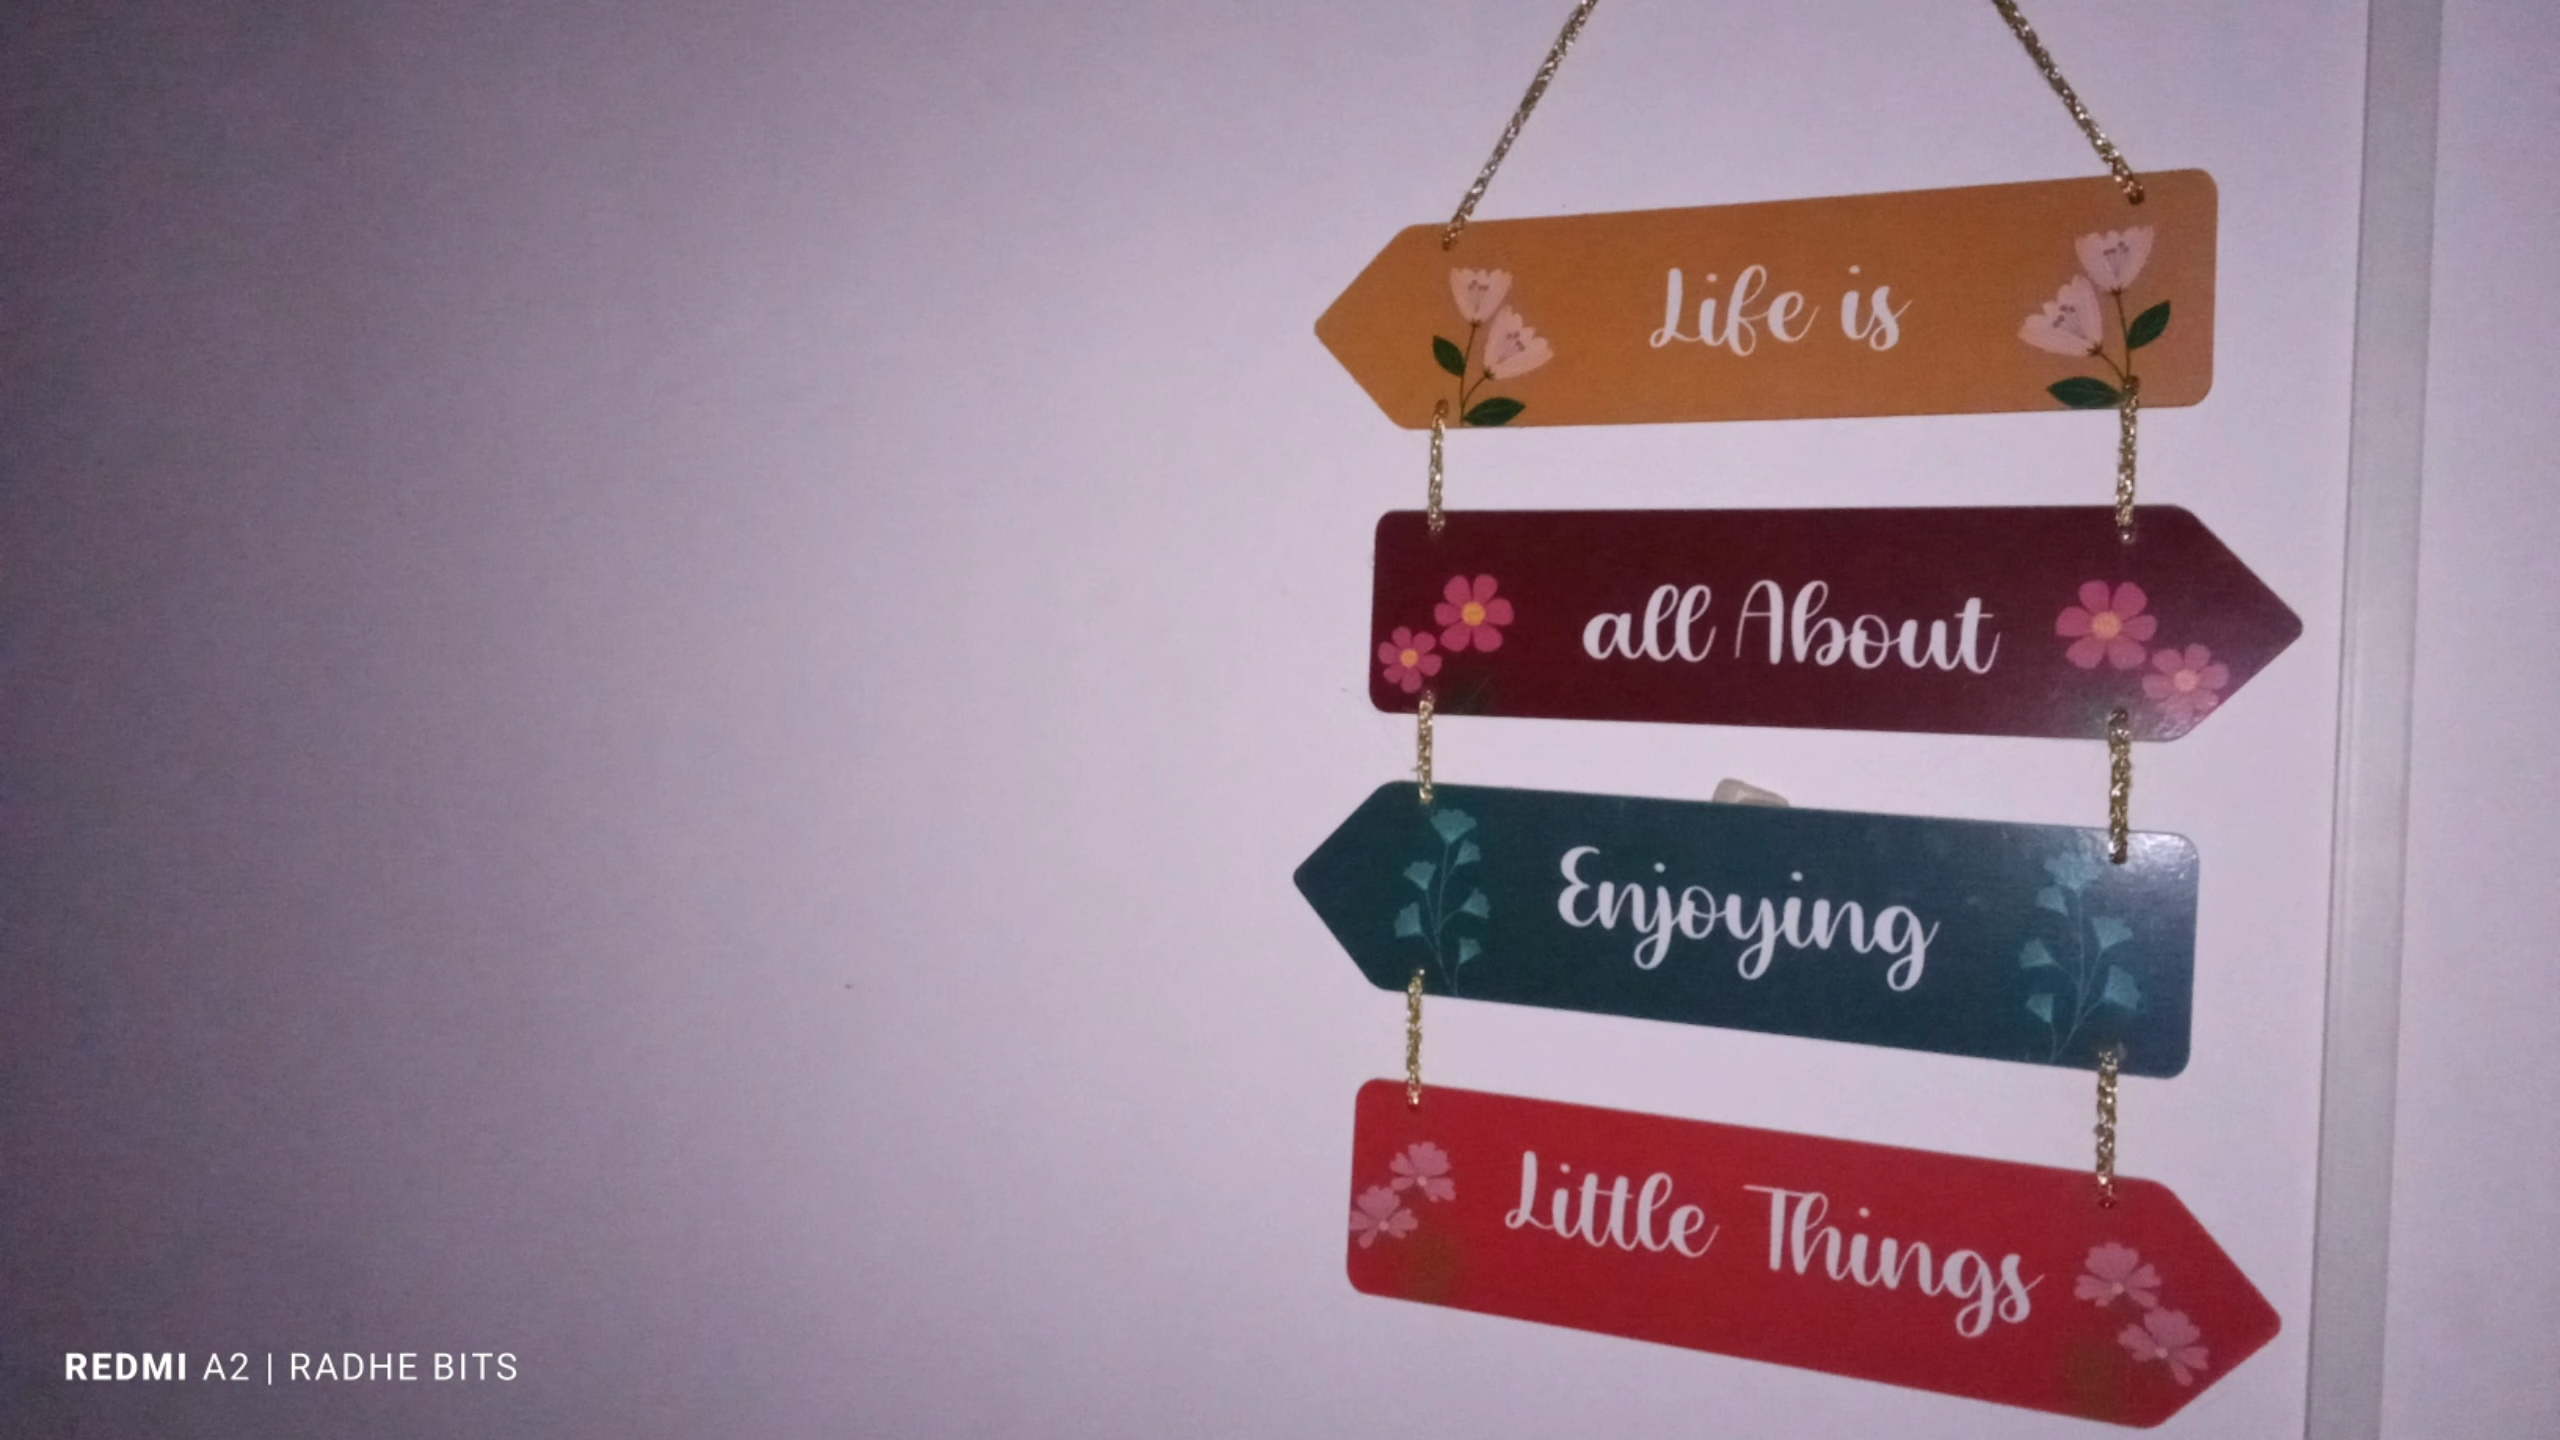 Life is
all About
Enjoying
Little Things
REDMI A2 | RADHE BITS